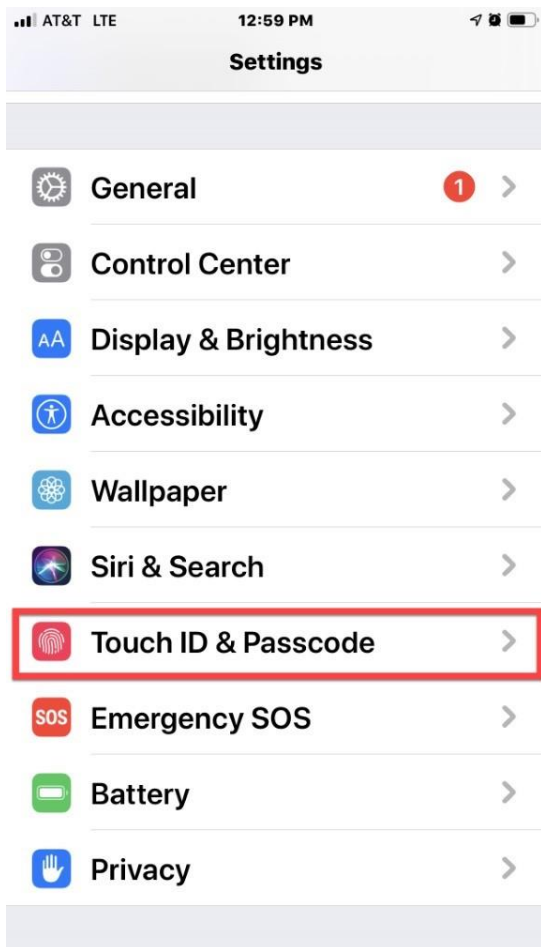 AT&T LTE 12:59 PM
Settings
General 1
Control Center
AA Display & Brightness
Accessibility
Wallpaper
Siri & Search
Touch ID & Passcode
SOS Emergency SOS
Battery
Privacy